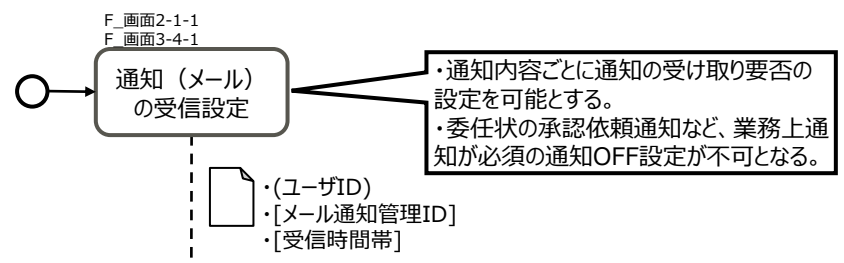 F_画面2-1-1
F_画面3-4-1
通知（メール）
の受信設定
・通知内容ごとに通知の受け取り要否の
設定を可能とする。
・委任状の承認依頼通知など、業務上通
知が必須の通知OFF設定が不可となる。
・(ユーザID)
・[メール通知管理ID]
・[受信時間帯]